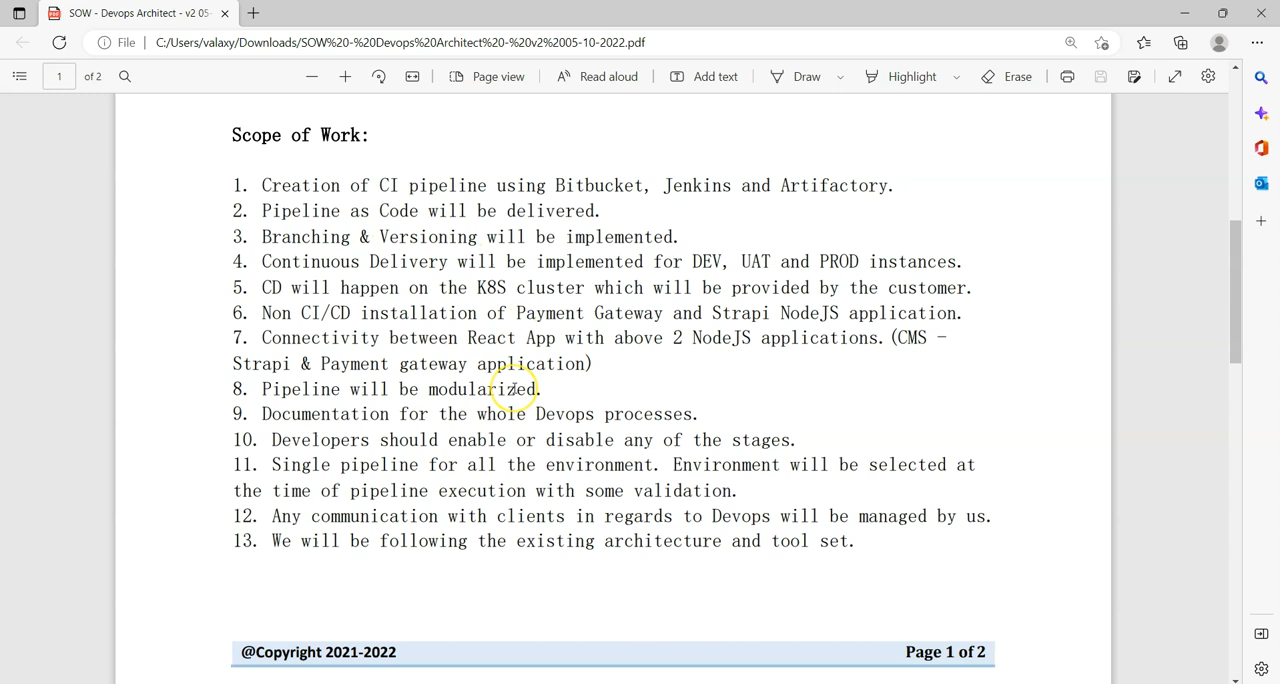 SOW - Devops Architect - v2 05-
File
C:/Users/valaxy/Downloads/SOW%20-%20Devops%20Architect%20-%20v2%2005-10-2022.pdf
1 of 2
Page view
Read aloud
Add text
Draw
Highlight
Erase
Scope of Work:
1. Creation of CI pipeline using Bitbucket, Jenkins and Artifactory.
2. Pipeline as Code will be delivered.
3. Branching & Versioning will be implemented.
4. Continuous Delivery will be implemented for DEV, UAT and PROD instances.
5. CD will happen on the K8S cluster which will be provided by the customer.
6. Non CI/CD installation of Payment Gateway and Strapi NodeJS application.
7. Connectivity between React App with above 2 NodeJS applications.(CMS -
Strapi & Payment gateway application)
8. Pipeline will be modularized.
9. Documentation for the whole Devops processes.
10. Developers should enable or disable any of the stages.
11. Single pipeline for all the environment. Environment will be selected at
the time of pipeline execution with some validation.
12. Any communication with clients in regards to Devops will be managed by us.
13. We will be following the existing architecture and tool set.
@Copyright 2021-2022
Page 1 of 2